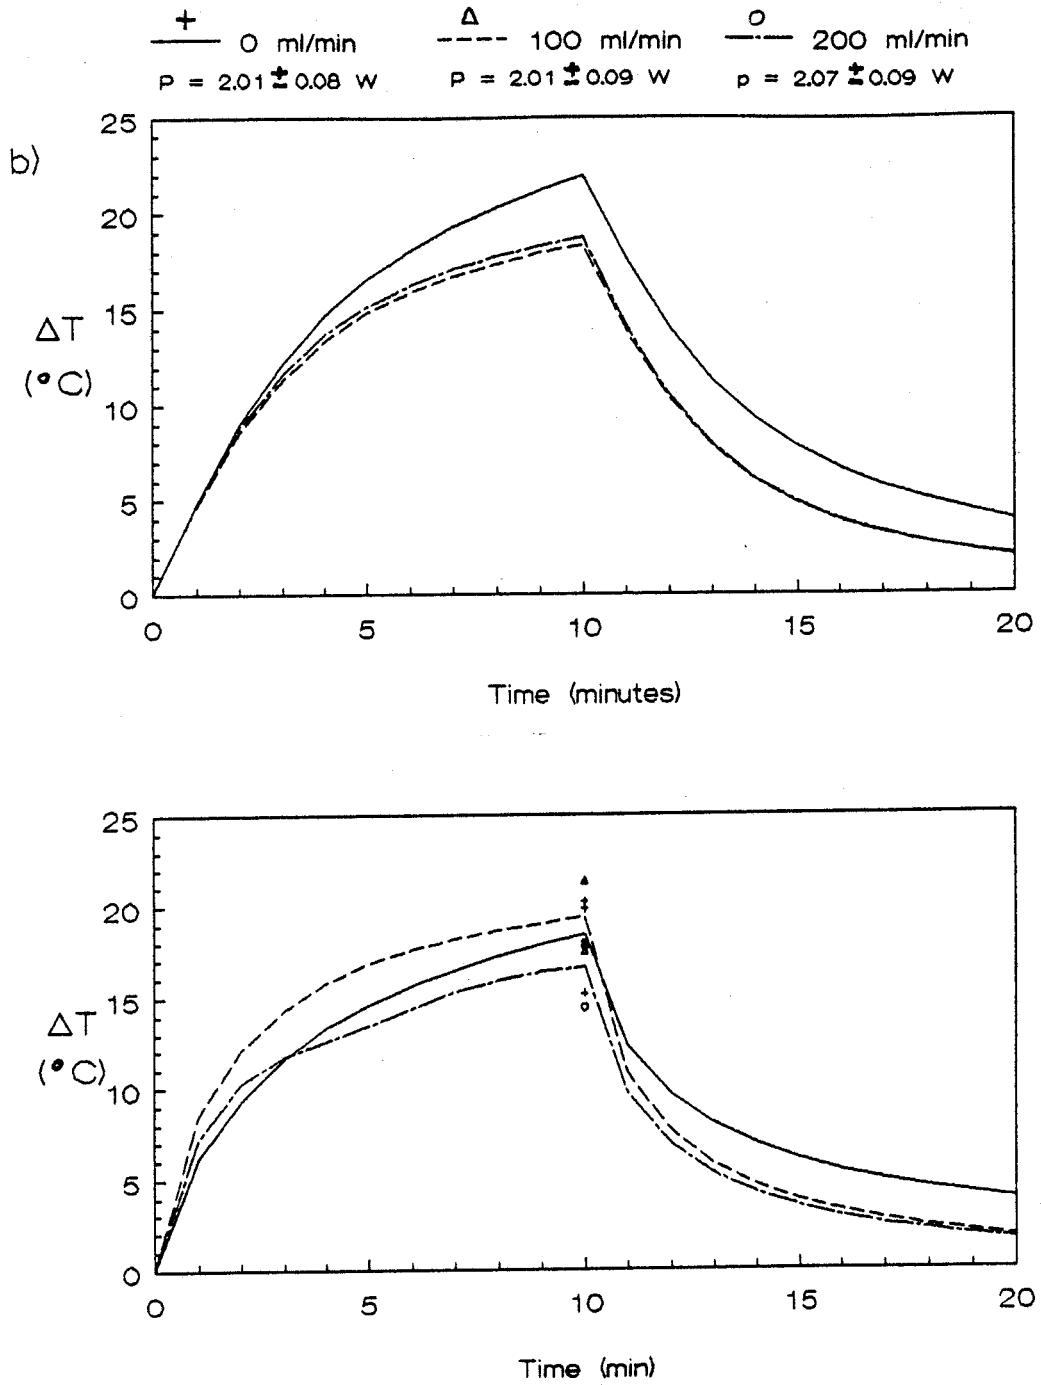 + Δ o
0 ml/min 100 ml/min 200 ml/min
P = 2.01 ± 0.08 W P = 2.01 ± 0.09 W p = 2.07 ± 0.09 W
b)
25
20
15
10
5
0
ΔT
(°C)
0 5 10 15 20
Time (minutes)
25
20
15
10
5
0
ΔT
(°C)
0 5 10 15 20
Time (min)